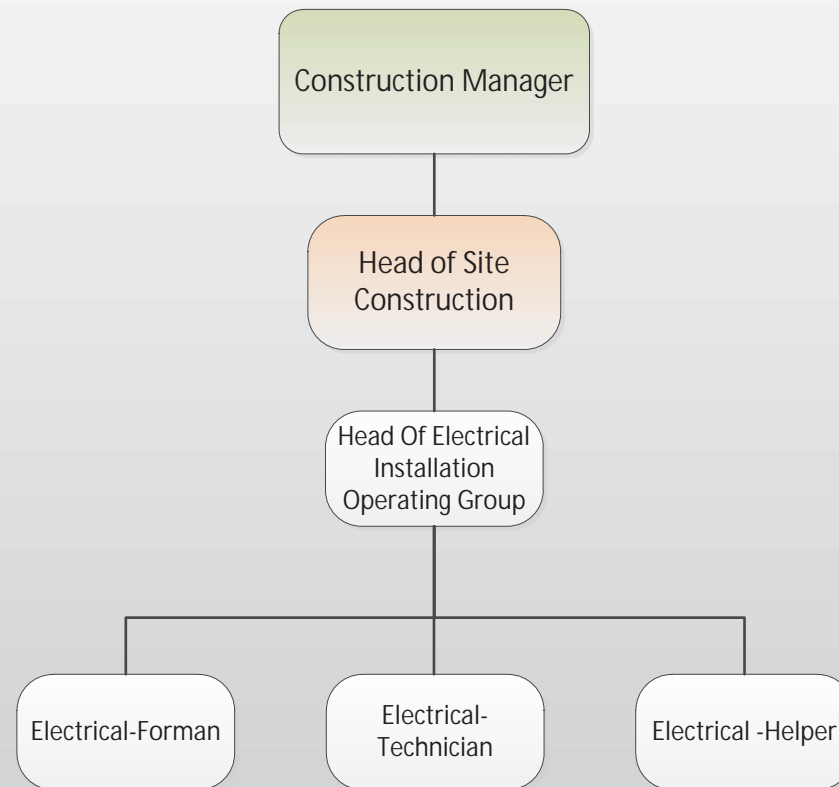 Construction Manager
Head of Site
Construction
Head Of Electrical
Installation
Operating Group
Electrical-Forman
Electrical-
Technician
Electrical -Helper